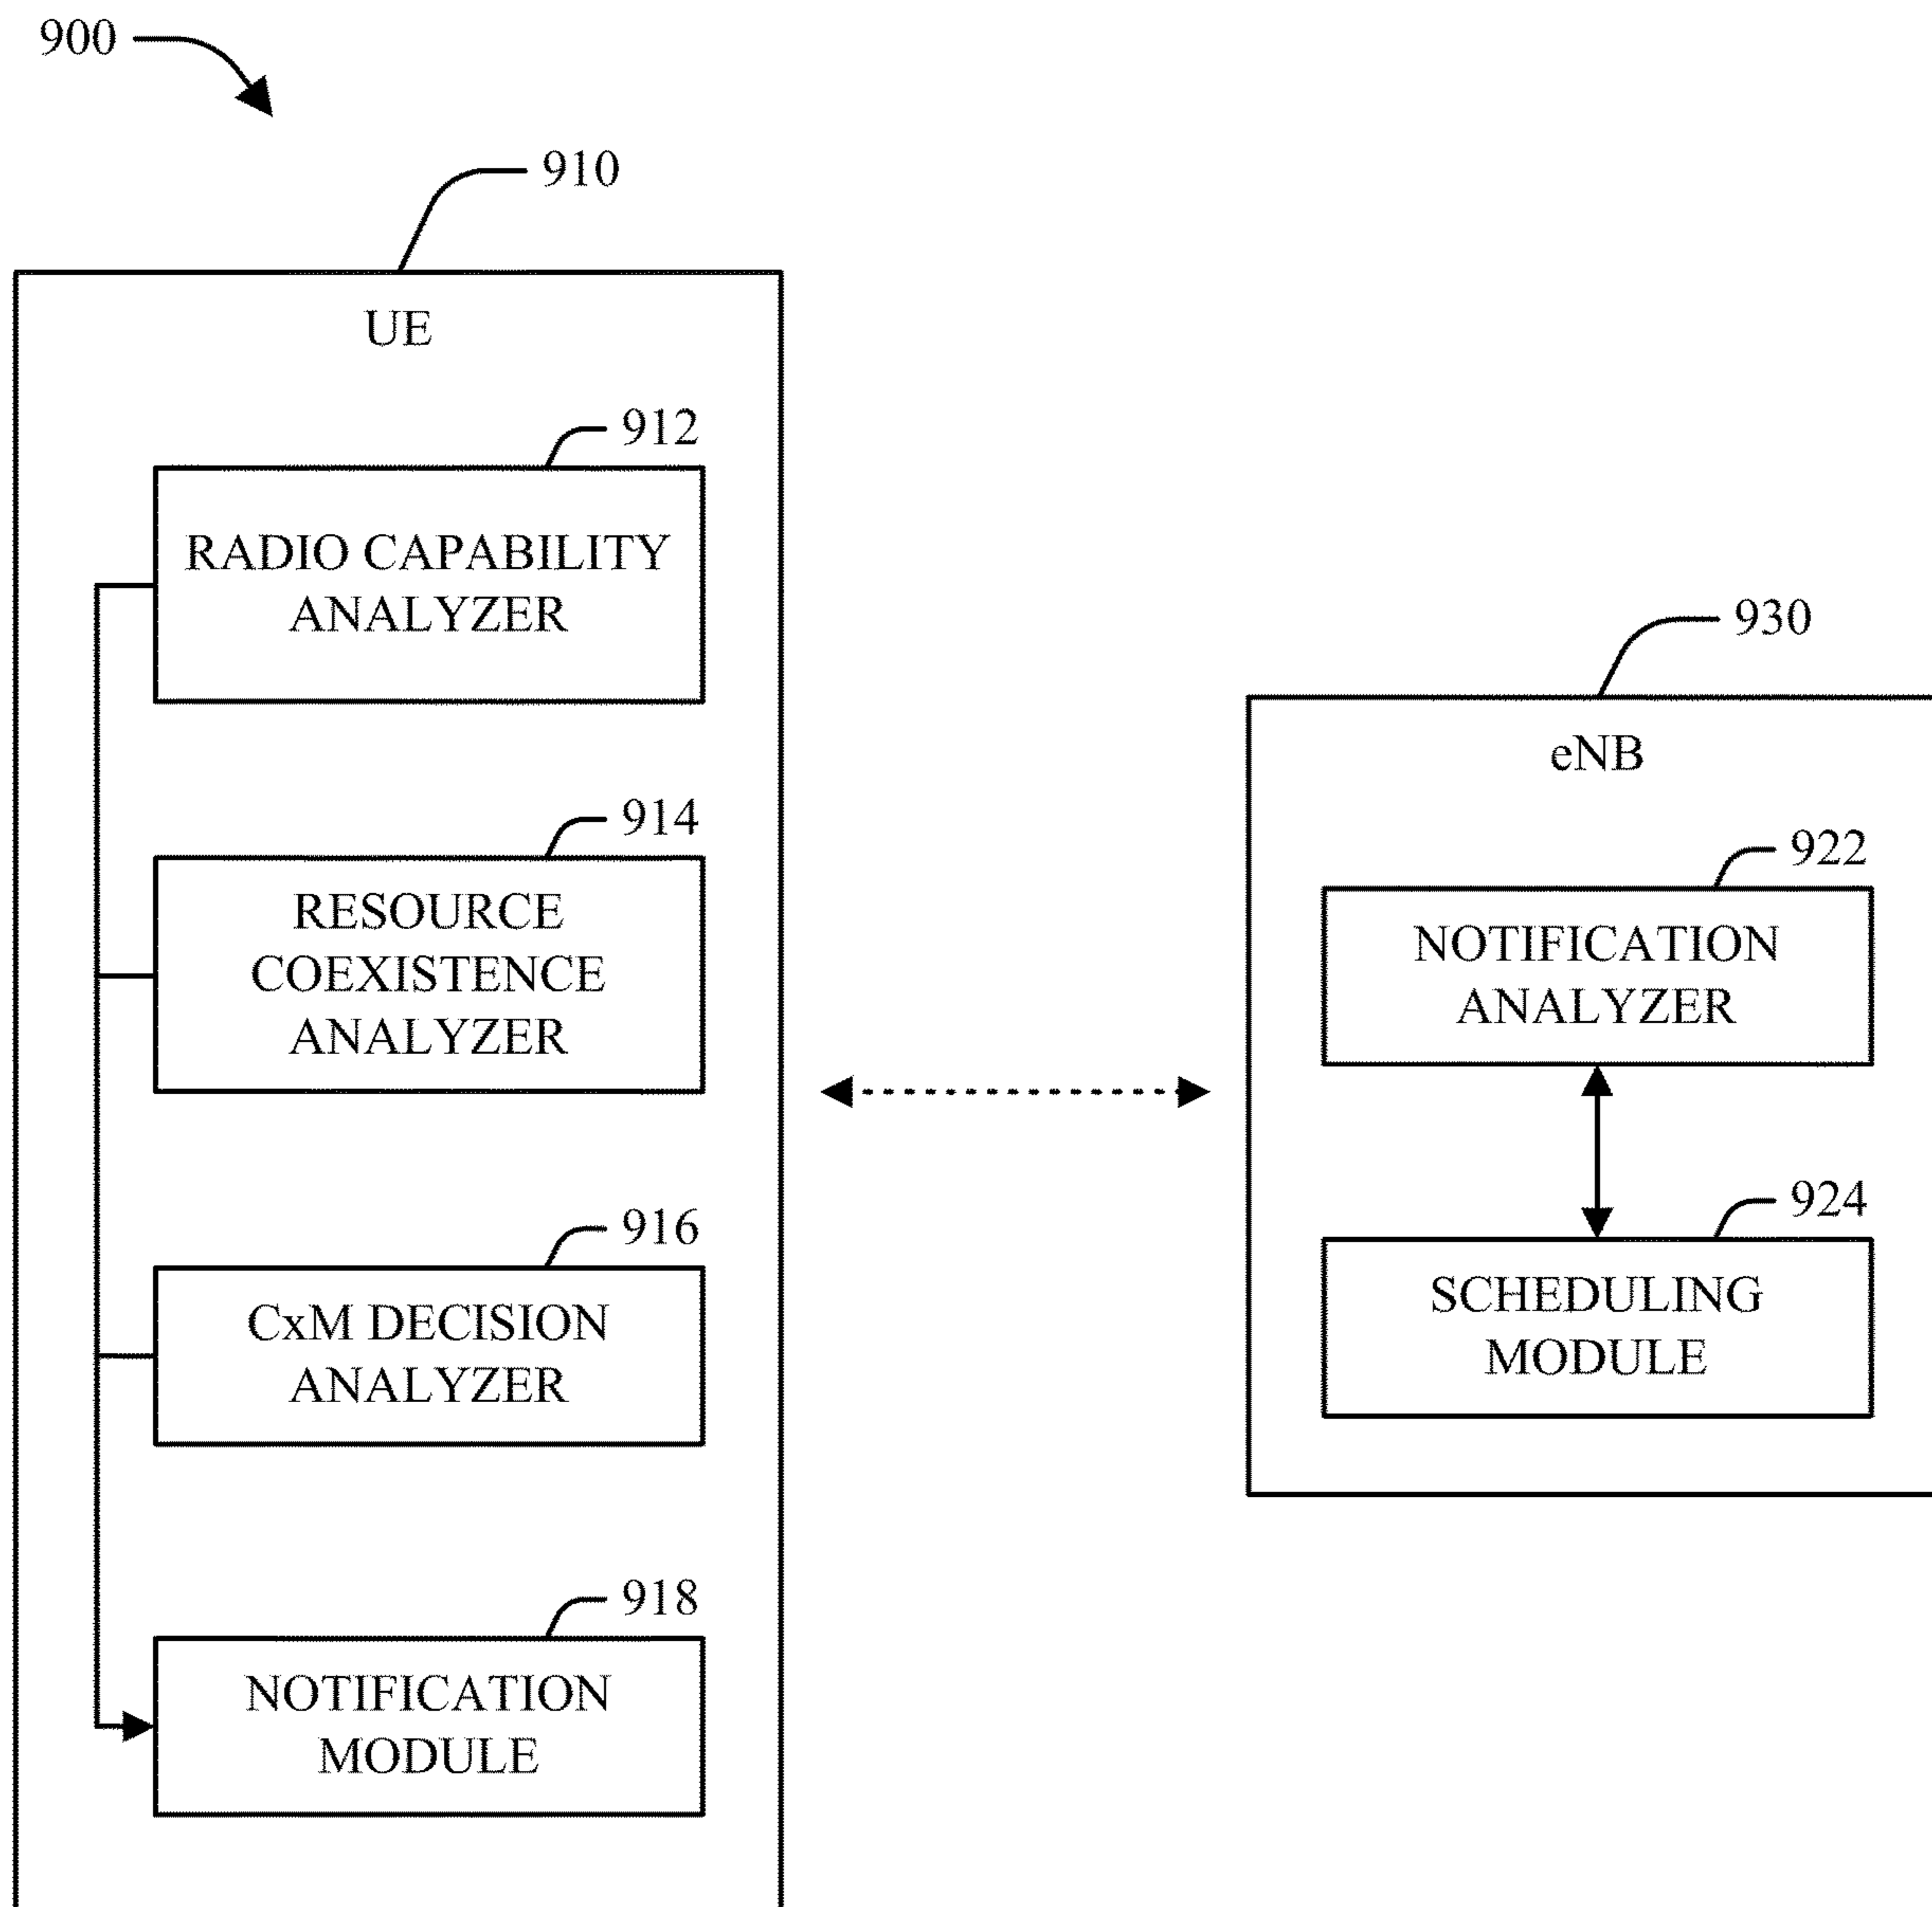 900
910
UE
912
RADIO CAPABILITY
ANALYZER
914
RESOURCE
COEXISTENCE
ANALYZER
916
CxM DECISION
ANALYZER
918
NOTIFICATION
MODULE
930
eNB
922
NOTIFICATION
ANALYZER
924
SCHEDULING
MODULE